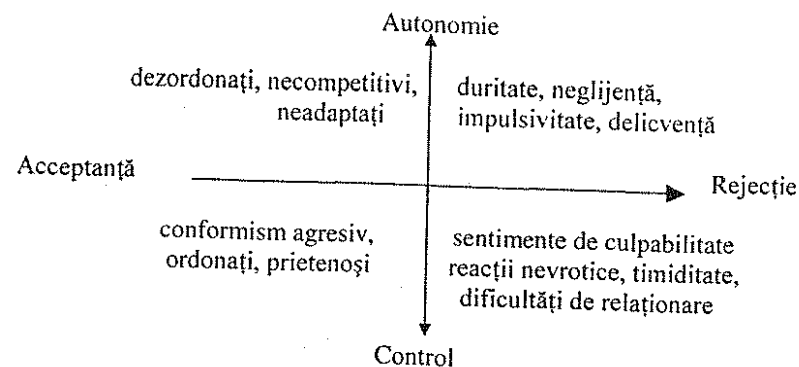 Autonomie
dezordonați, necompetitivi,
neadaptați
duritate, neglijență,
impulsivitate, delicvență
Acceptanță
Rejecție
conformism agresiv,
ordonați, prietenoși
sentimente de culpabilitate
reacții nevrotice, timiditate,
dificultăți de relaționare
Control